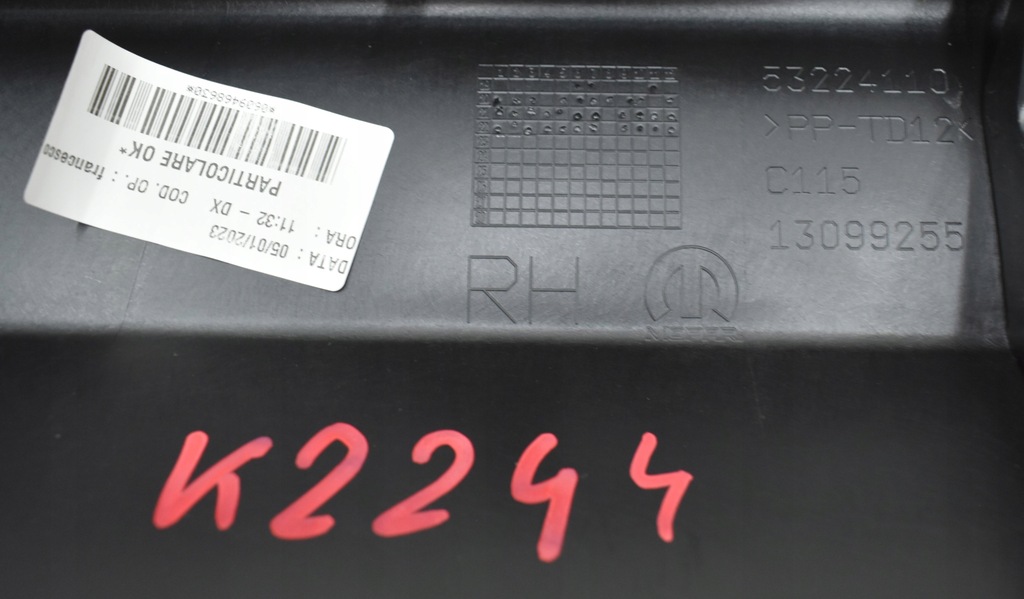 DATA : 05/01/2023
ORA : 11:32 - DX
COD. OP. : francesco
PARTICOLARE OK*
53224110
>PP-TD12<
C115
13099255
RH
K2244